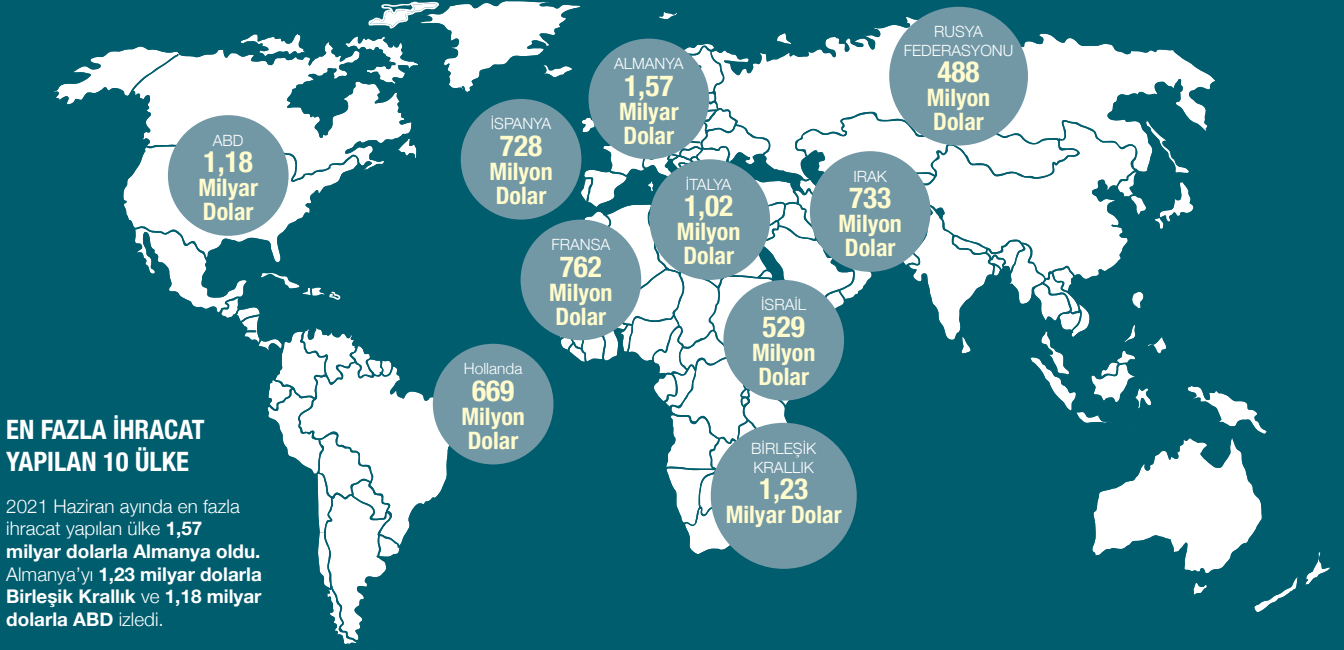 RUSYA
FEDERASYONU
488
Milyon
Dolar
ALMANYA
1,57
Milyar
Dolar
İSPANYA
728
Milyon
Dolar
ABD
1,18
Milyar
Dolar
İTALYA
1,02
Milyon
Dolar
IRAK
733
Milyon
Dolar
FRANSA
762
Milyon
Dolar
İSRAİL
529
Milyon
Dolar
Hollanda
669
Milyon
Dolar
BİRLEŞİK
KRALLIK
1,23
Milyar Dolar
EN FAZLA İHRACAT
YAPILAN 10 ÜLKE
2021 Haziran ayında en fazla
ihracat yapılan ülke 1,57
milyar dolarla Almanya oldu.
Almanya’yı 1,23 milyar dolarla
Birleşik Krallık ve 1,18 milyar
dolarla ABD izledi.